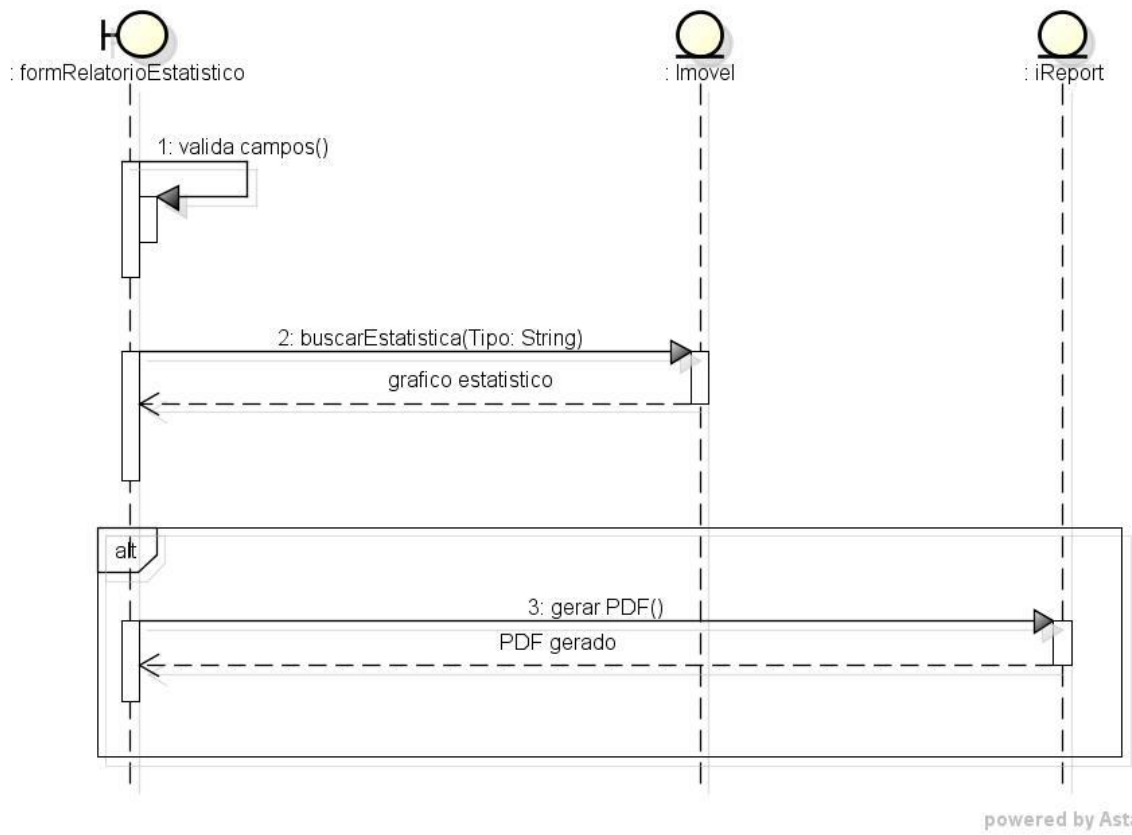 : formRelatorioEstatistico
: Imovel
: iReport
1: valida campos()
2: buscarEstatistica(Tipo: String)
grafico estatistico
alt
3: gerar PDF()
PDF gerado
powered by Asta